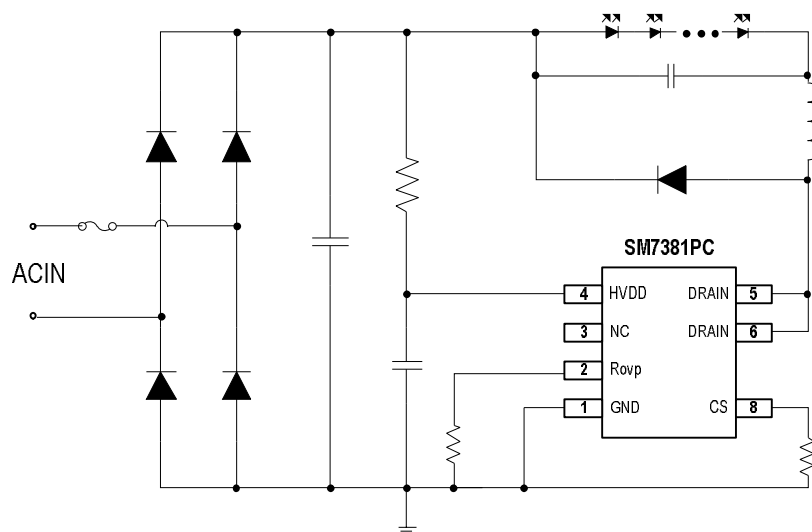 SM7381PC
ACIN
4 HVDD DRAIN 5
3 NC DRAIN 6
2 Rovp
1 GND CS 8